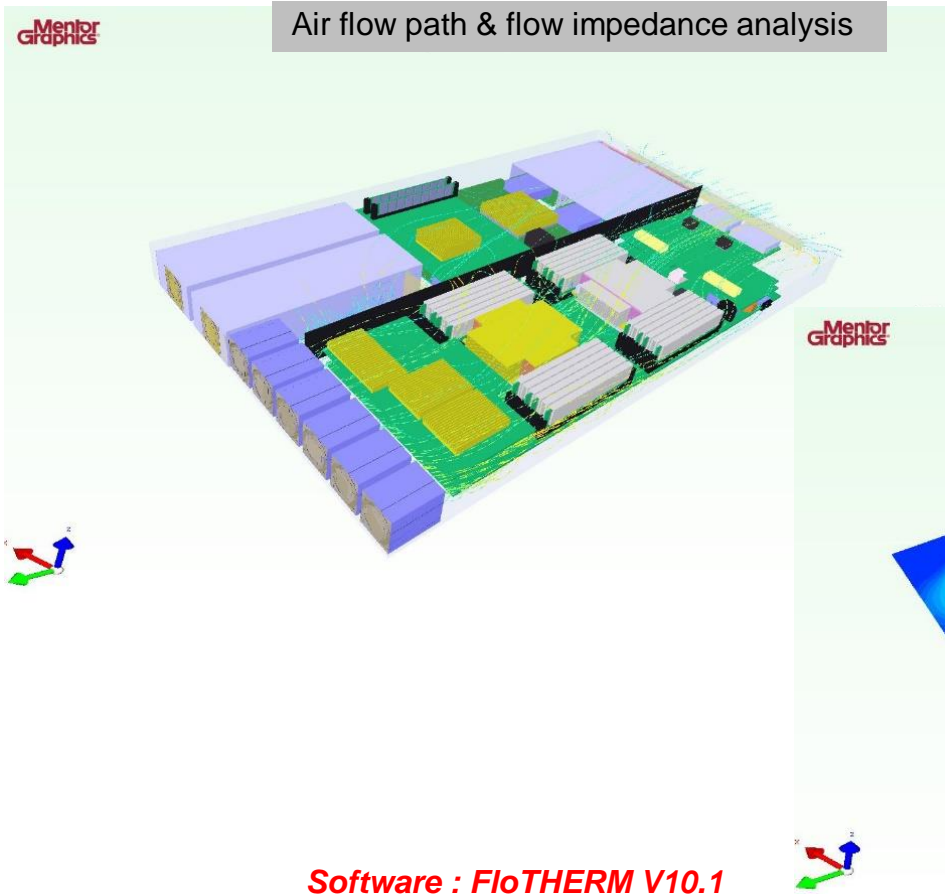 Mentor
Graphics
Air flow path & flow impedance analysis
Mentor
Graphics
z
z
Software : FloTHERM V10.1